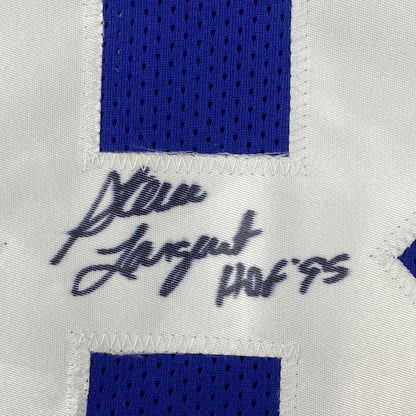 Steve
Largent
HOF '95